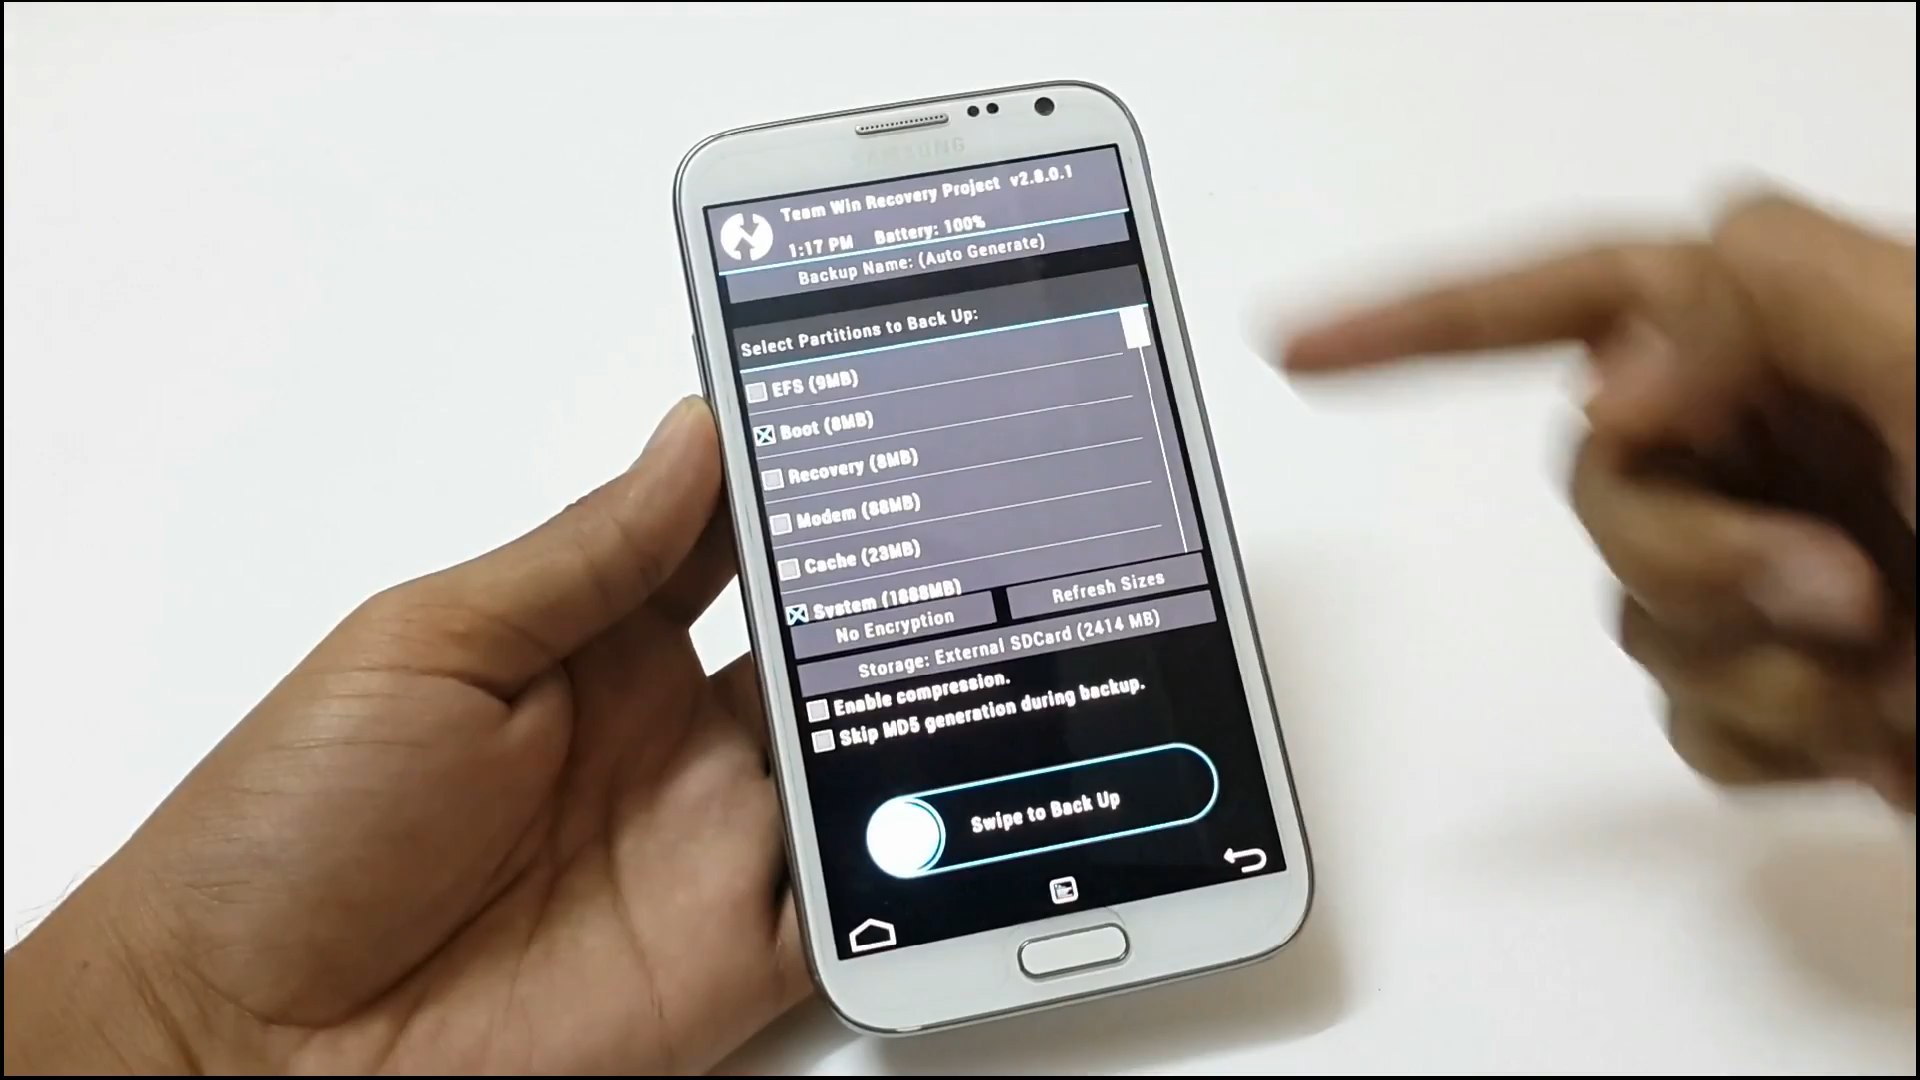 SAMSUNG
Team Win Recovery Project v2.8.0.1
1:17 PM Battery: 100%
Backup Name: (Auto Generate)
Select Partitions to Back Up:
EFS (9MB)
Boot (8MB)
Recovery (8MB)
Modem (88MB)
Cache (23MB)
System (1888MB)
No Encryption
Refresh Sizes
Storage: External SDCard (2414 MB)
Enable compression.
Skip MD5 generation during backup.
Swipe to Back Up